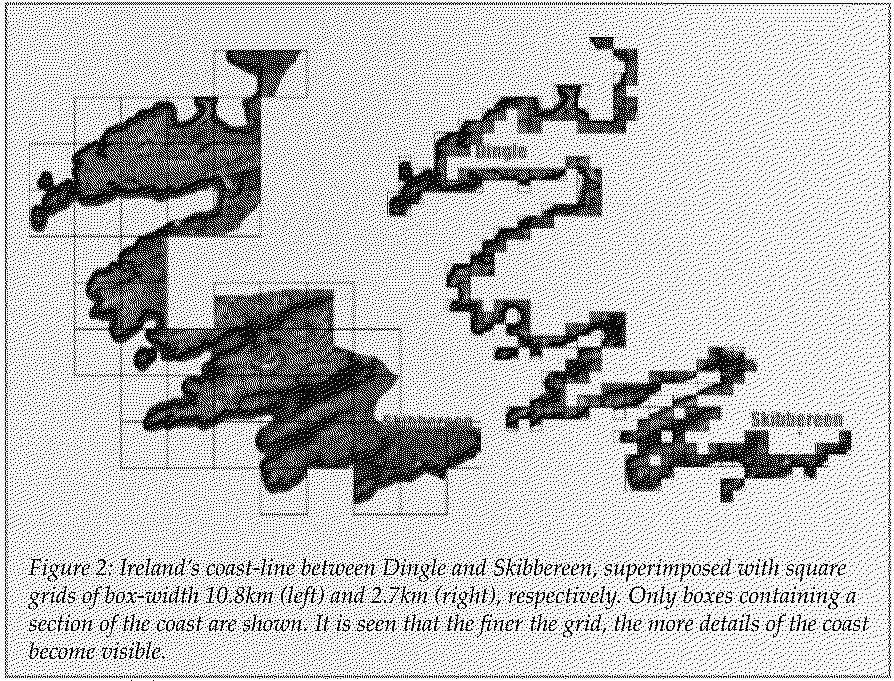 Dingle
Skibbereen
Figure 2: Ireland's coast-line between Dingle and Skibbereen, superimposed with square
grids of box-width 10.8km (left) and 2.7km (right), respectively. Only boxes containing a
section of the coast are shown. It is seen that the finer the grid, the more details of the coast
become visible.